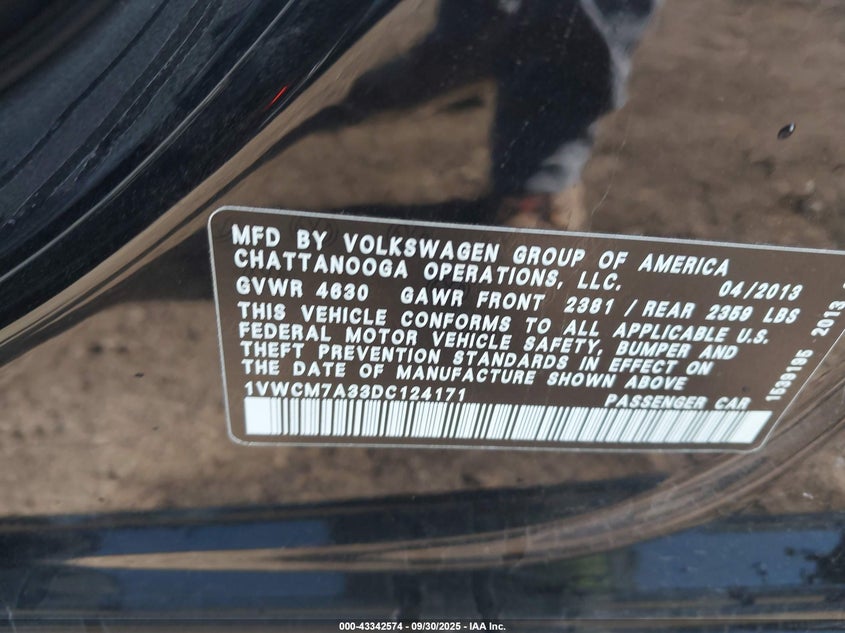 MFD BY VOLKSWAGEN GROUP OF AMERICA
CHATTANOOGA OPERATIONS, LLC. 04/2013
GVWR 4630 GAWR FRONT 2361 / REAR 2359 LBS
THIS VEHICLE CONFORMS TO ALL APPLICABLE U.S.
FEDERAL MOTOR VEHICLE SAFETY, BUMPER AND
THEFT PREVENTION STANDARDS IN EFFECT ON
THE DATE OF MANUFACTURE SHOWN ABOVE
1VWCM7A33DC124171 PASSENGER CAR
1539195 2013
000-43342574 - 09/30/2025 - IAA Inc.